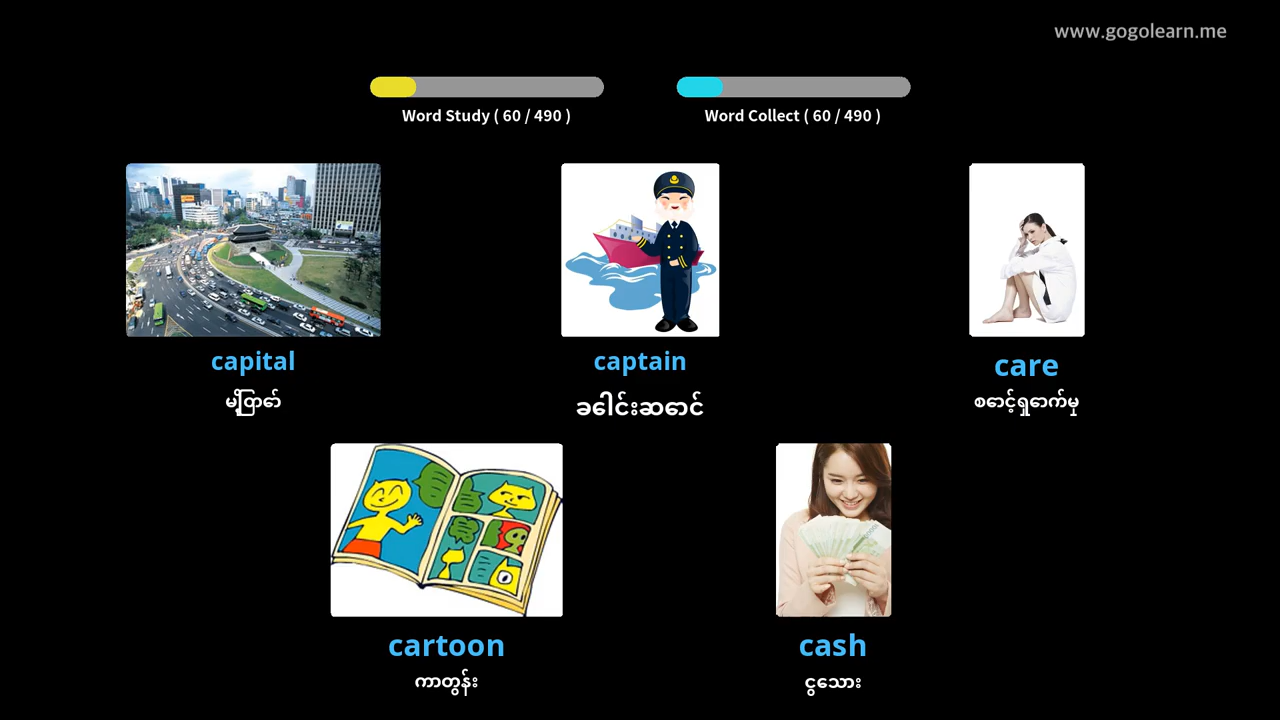 www.gogolearn.me
Word Study ( 60 / 490 )
Word Collect ( 60 / 490 )
capital
captain
care
မြို့တော်
ခေါင်းဆောင်
စောင့်ရှောက်မှု
cartoon
cash
ကာတွန်း
ငွေသား